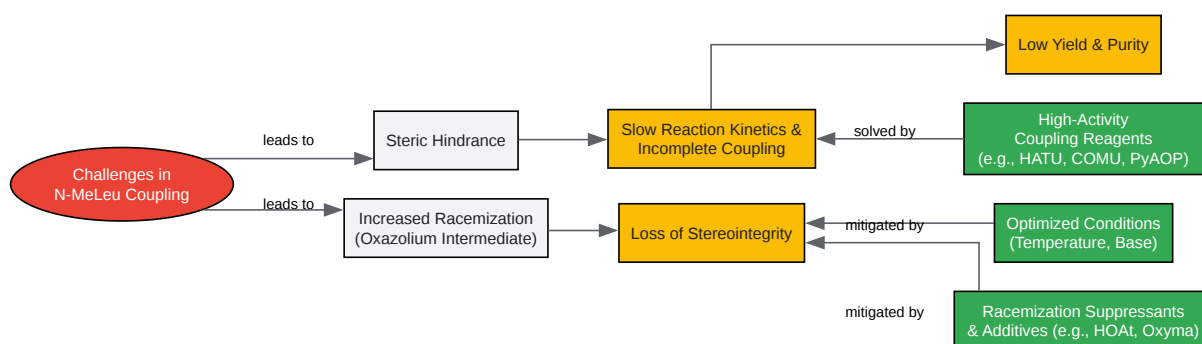 Low Yield & Purity
High-Activity
Coupling Reagents
(e.g., HATU, COMU, PyAOP)
solved by
Slow Reaction Kinetics &
Incomplete Coupling
Steric Hindrance
leads to
Challenges in
N-MeLeu Coupling
leads to
Increased Racemization
(Oxazolium Intermediate)
Loss of Stereointegrity
mitigated by
Optimized Conditions
(Temperature, Base)
mitigated by
Racemization Suppressants
& Additives (e.g., HOAt, Oxyma)